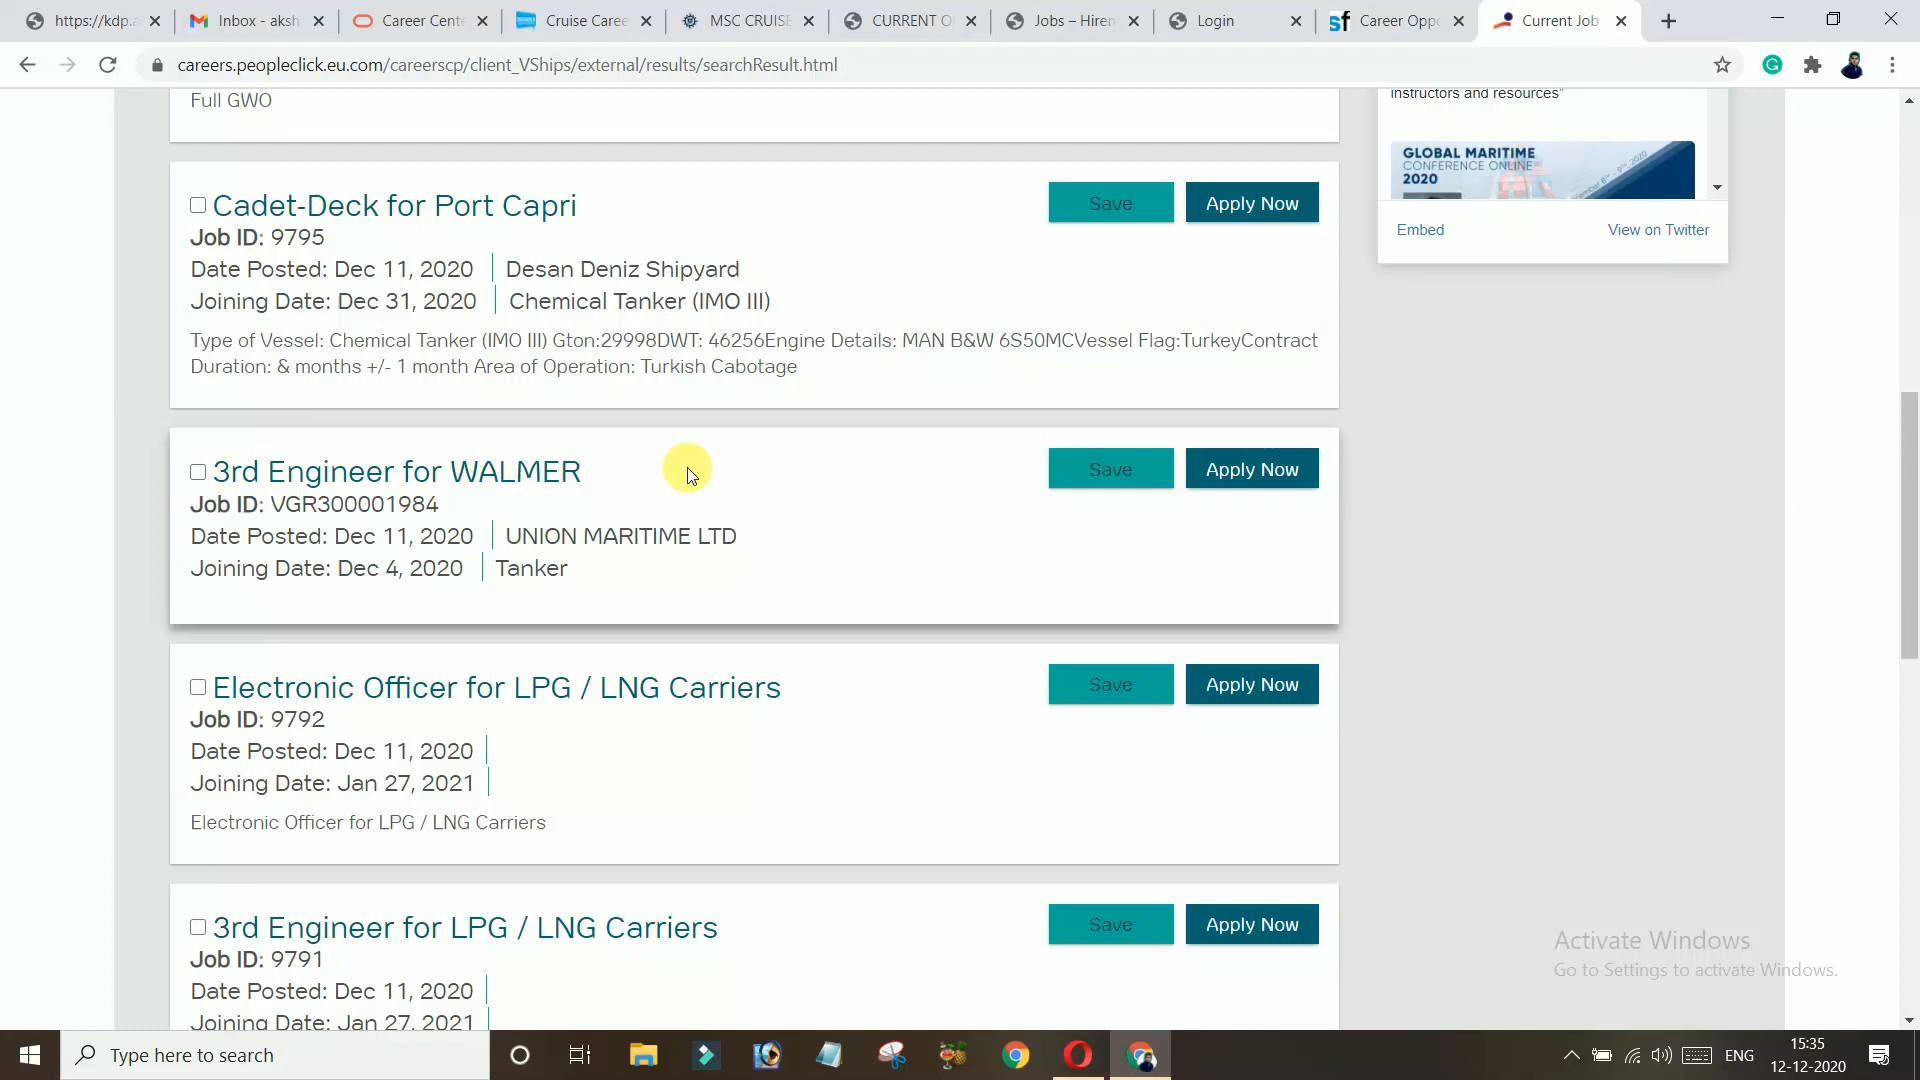 https://kdp.a
Inbox - aksh
Career Cente
Cruise Caree
MSC CRUISE
CURRENT O
Jobs – Hiren
Login
sf Career Oppo
Current Job
careers.peopleclick.eu.com/careerscp/client_VShips/external/results/searchResult.html
Full GWO
instructors and resources"
GLOBAL MARITIME
CONFERENCE ONLINE
2020
Embed
View on Twitter
Cadet-Deck for Port Capri
Save
Apply Now
Job ID: 9795
Date Posted: Dec 11, 2020
Desan Deniz Shipyard
Joining Date: Dec 31, 2020
Chemical Tanker (IMO III)
Type of Vessel: Chemical Tanker (IMO III) Gton:29998DWT: 46256Engine Details: MAN B&W 6S50MCVessel Flag:TurkeyContract
Duration: & months +/- 1 month Area of Operation: Turkish Cabotage
3rd Engineer for WALMER
Save
Apply Now
Job ID: VGR300001984
Date Posted: Dec 11, 2020
UNION MARITIME LTD
Joining Date: Dec 4, 2020
Tanker
Electronic Officer for LPG / LNG Carriers
Save
Apply Now
Job ID: 9792
Date Posted: Dec 11, 2020
Joining Date: Jan 27, 2021
Electronic Officer for LPG / LNG Carriers
3rd Engineer for LPG / LNG Carriers
Save
Apply Now
Job ID: 9791
Date Posted: Dec 11, 2020
Joining Date: Jan 27, 2021
Activate Windows
Go to Settings to activate Windows.
Type here to search
ENG
15:35
12-12-2020